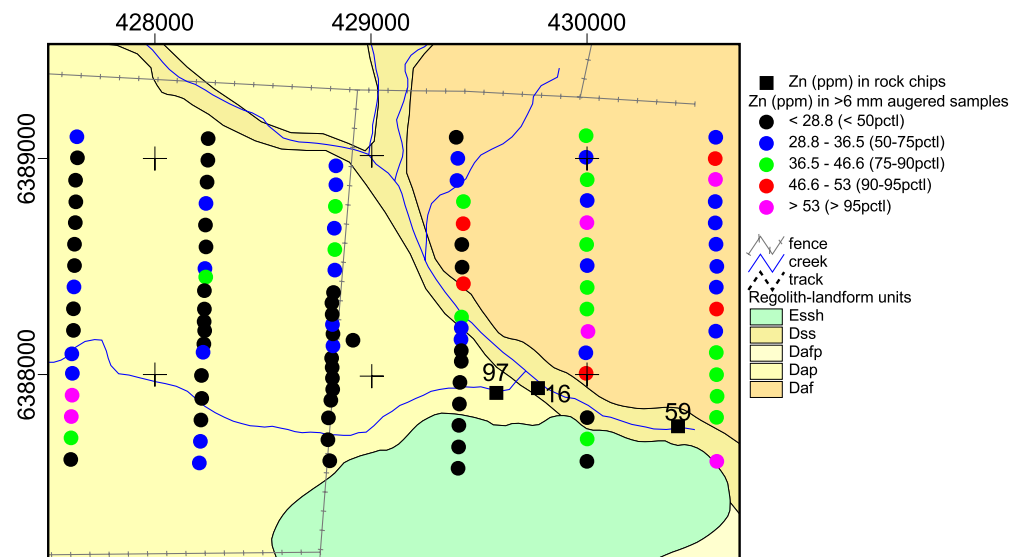 428000 429000 430000
6389000
6388000
97
16
59
Zn (ppm) in rock chips
Zn (ppm) in >6 mm augered samples
< 28.8 (< 50pctl)
28.8 - 36.5 (50-75pctl)
36.5 - 46.6 (75-90pctl)
46.6 - 53 (90-95pctl)
> 53 (> 95pctl)
fence
creek
track
Regolith-landform units
Essh
Dss
Dafp
Dap
Daf